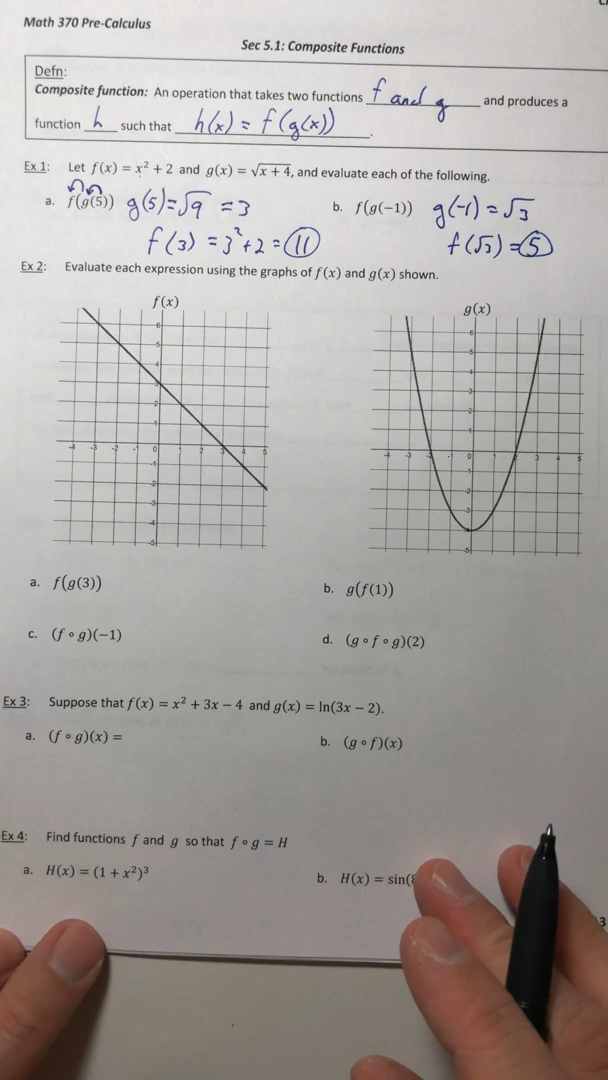 Math 370 Pre-Calculus
Sec 5.1: Composite Functions
Defn:
Composite function: An operation that takes two functions f and g and produces a
function h such that h(x) = f(g(x)).
Ex 1: Let f(x) = x² + 2 and g(x) = √(x + 4), and evaluate each of the following.
a. f(g(5)) g(5)=√9 = 3
f(3) = 3²+2 = 11
b. f(g(−1)) g(-1) = √3
f(√3) = 5
Ex 2: Evaluate each expression using the graphs of f(x) and g(x) shown.
f(x)
g(x)
a. f(g(3))
b. g(f(1))
c. (f ∘ g)(−1)
d. (g ∘ f ∘ g)(2)
Ex 3: Suppose that f(x) = x² + 3x − 4 and g(x) = ln(3x − 2).
a. (f ∘ g)(x) =
b. (g ∘ f)(x)
Ex 4: Find functions f and g so that f ∘ g = H
a. H(x) = (1 + x²)³
b. H(x) = sin(
3